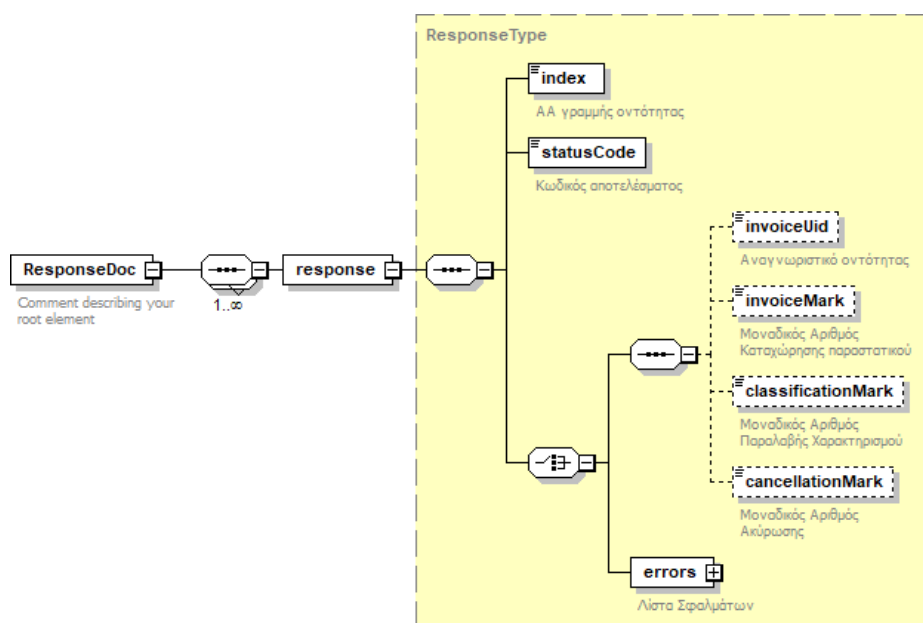 ResponseType
index
ΑΑ γραμμής οντότητας
statusCode
Κωδικός αποτελέσματος
ResponseDoc
Comment describing your
root element
1..∞
response
invoiceUid
Αναγνωριστικό οντότητας
invoiceMark
Μοναδικός Αριθμός
Καταχώρησης παραστατικού
classificationMark
Μοναδικός Αριθμός
Παραλαβής Χαρακτηρισμού
cancellationMark
Μοναδικός Αριθμός
Ακύρωσης
errors
Λίστα Σφαλμάτων